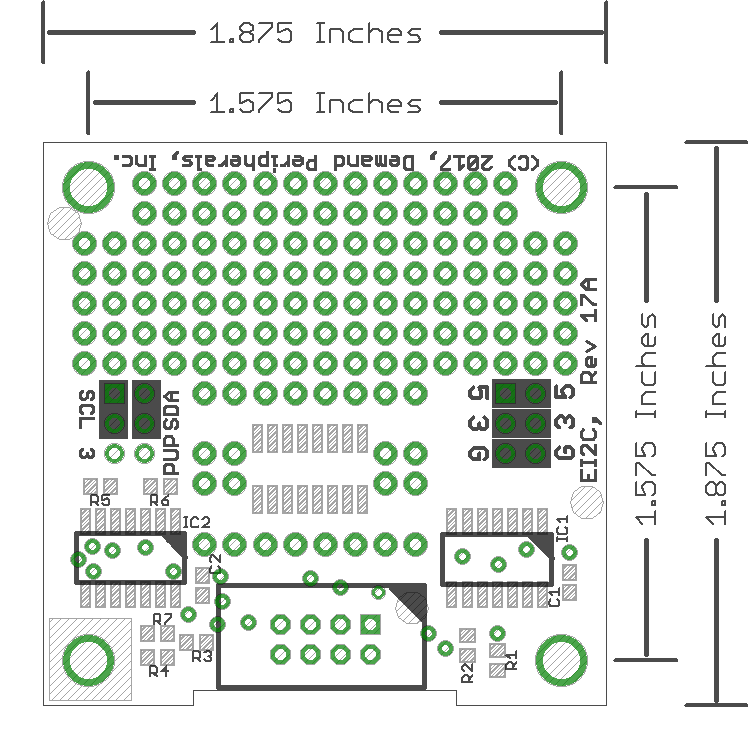 1.875 Inches
1.575 Inches
(C) 2017, Demand Peripherals, Inc.
1.575 Inches
1.875 Inches
EI2C, Rev 17A
SCL
SDA
3
PUP
5 5
3 3
G G
R5
R6
IC2
IC1
C2
C1
R7
R3
R4
R2
R1